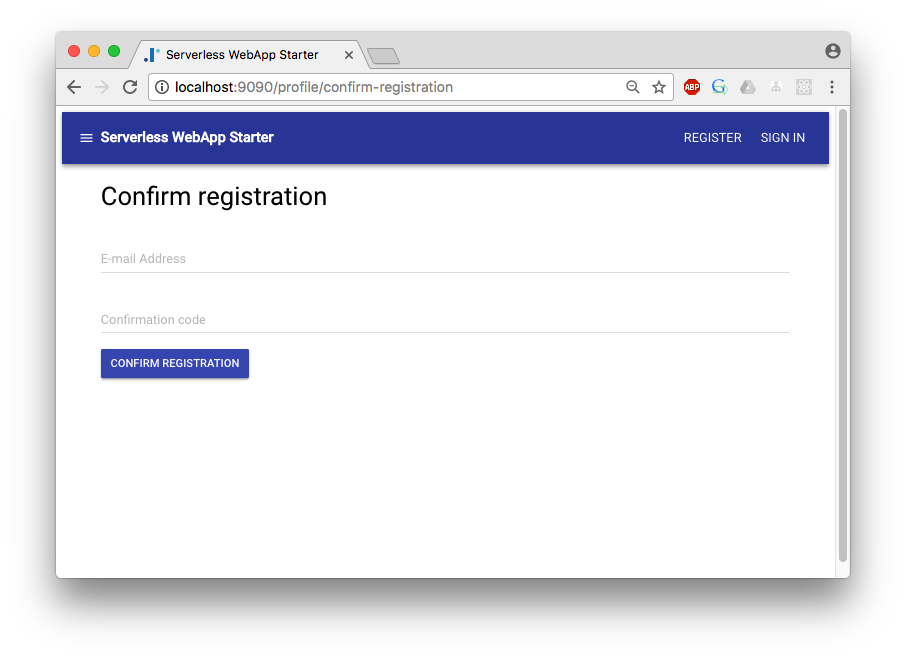 Serverless WebApp Starter
localhost:9090/profile/confirm-registration
ABP
Serverless WebApp Starter REGISTER SIGN IN
Confirm registration
E-mail Address
Confirmation code
CONFIRM REGISTRATION